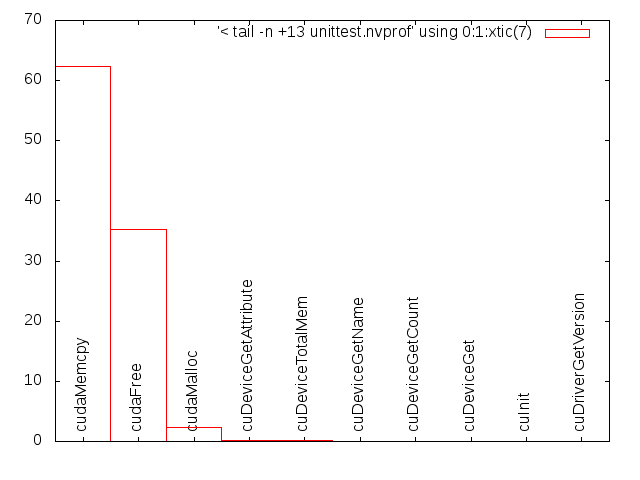 70
'< tail -n +13 unittest.nvprof' using 0:1:xtic(7)
60
50
40
30
20
10
0
cudaMemcpy
cudaFree
cudaMalloc
cuDeviceGetAttribute
cuDeviceTotalMem
cuDeviceGetName
cuDeviceGetCount
cuDeviceGet
cuInit
cuDriverGetVersion